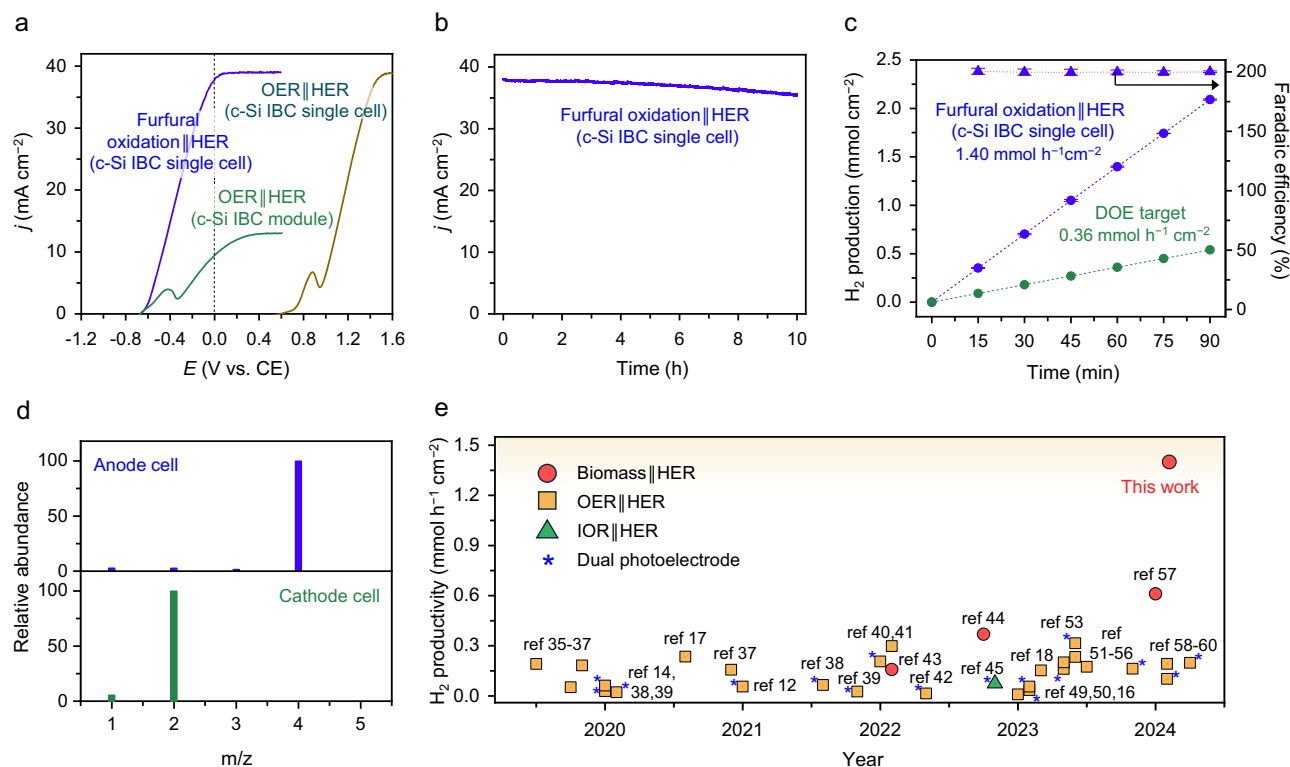 a
40
30
20
10
0
j (mA cm⁻²)
-1.2
-0.8
-0.4
0.0
0.4
0.8
1.2
1.6
E (V vs. CE)
OER||HER
(c-Si IBC single cell)
Furfural
oxidation||HER
(c-Si IBC single cell)
OER||HER
(c-Si IBC module)
b
40
30
20
10
0
j (mA cm⁻²)
0
2
4
6
8
10
Time (h)
Furfural oxidation||HER
(c-Si IBC single cell)
c
2.5
2.0
1.5
1.0
0.5
0.0
H₂ production (mmol cm⁻²)
0
15
30
45
60
75
90
Time (min)
200
150
100
50
0
Faradaic efficiency (%)
Furfural oxidation||HER
(c-Si IBC single cell)
1.40 mmol h⁻¹cm⁻²
DOE target
0.36 mmol h⁻¹ cm⁻²
d
100
50
0
100
50
0
Relative abundance
Anode cell
Cathode cell
1
2
3
4
5
m/z
e
1.5
1.2
0.9
0.6
0.3
0.0
H₂ productivity (mmol h⁻¹ cm⁻²)
Biomass||HER
OER||HER
IOR||HER
* Dual photoelectrode
This work
ref 57
ref 35-37
ref 14,
38,39
ref 17
ref 37
ref 12
ref 38
ref 39
ref 40,41
ref 43
ref 42
ref 44
ref 45
ref 18
ref 53
ref
51-56
ref 49,50,16
ref 58-60
2020
2021
2022
2023
2024
Year